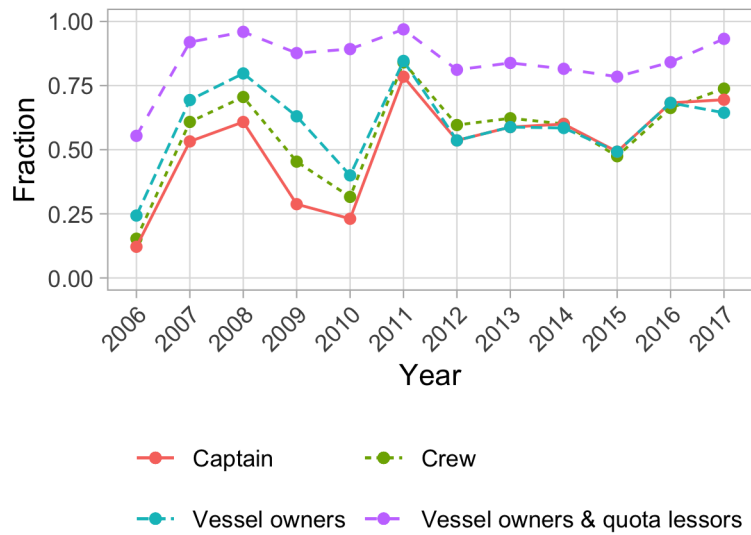 1.00
0.75
0.50
0.25
0.00
Fraction
2006 2007 2008 2009 2010 2011 2012 2013 2014 2015 2016 2017
Year
Captain Crew
Vessel owners Vessel owners & quota lessors